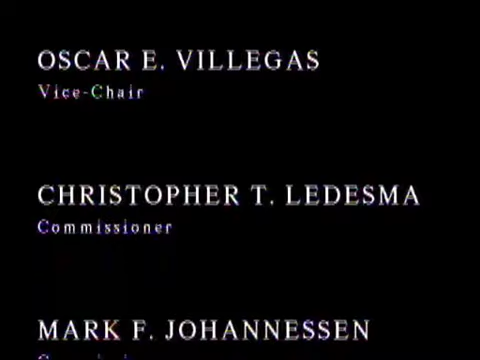 OSCAR E. VILLEGAS
Vice-Chair
CHRISTOPHER T. LEDESMA
Commissioner
MARK F. JOHANNESSEN